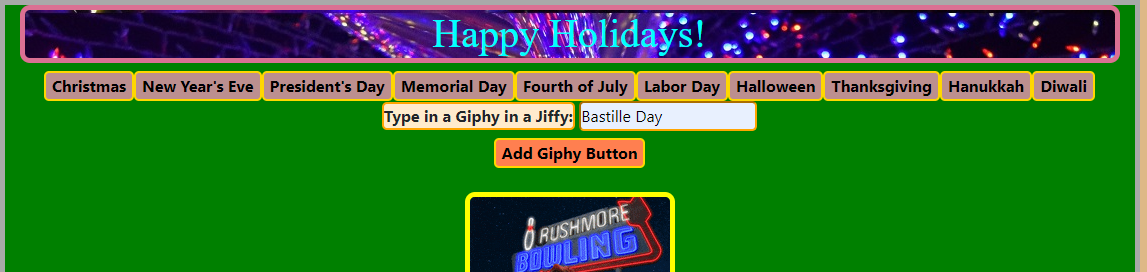 Happy Holidays!
Christmas New Year's Eve President's Day Memorial Day Fourth of July Labor Day Halloween Thanksgiving Hanukkah Diwali
Type in a Giphy in a Jiffy: Bastille Day
Add Giphy Button
RUSHMORE
BOWLING